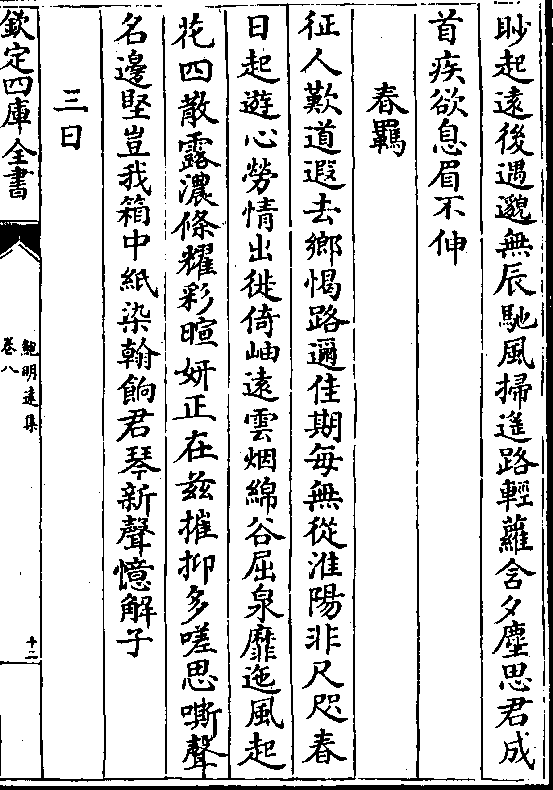 眇起遠後遇邈無辰馳風掃遙路輕蘿含夕塵思君成
首疾欲息眉不伸
春羈
征人歎道遐去鄉愒路邇佳期每無從淮陽非尺咫春
日起遊心勞情出徙倚岫遠雲烟綿谷屈泉靡迤風起
花四散露濃條耀彩暄妍正在兹摧抑多嗟思嘶聲
名邊堅豈我箱中紙染翰餉君琴新聲憶解子
三日
欽定四庫全書
鮑明遠集
卷八
十二